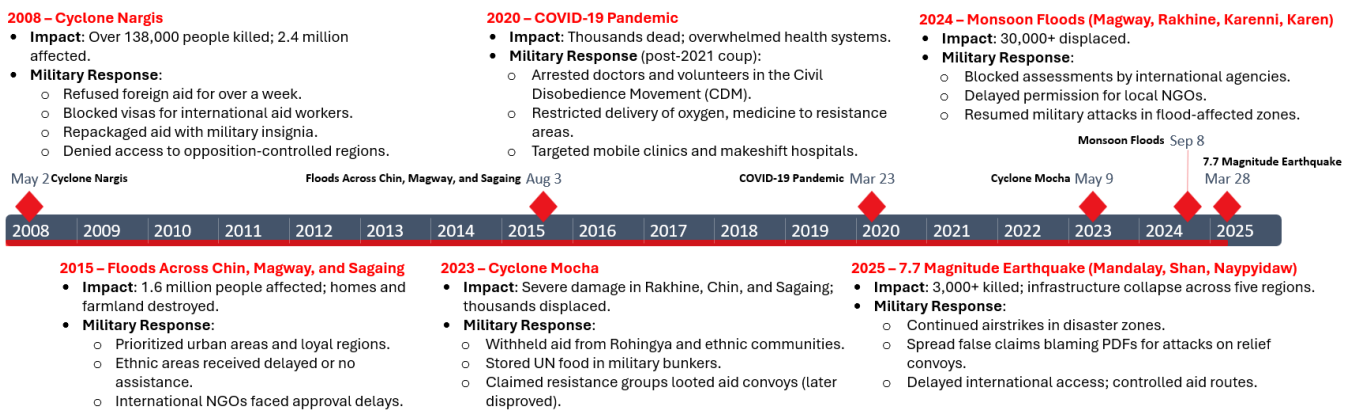 2008 – Cyclone Nargis
• Impact: Over 138,000 people killed; 2.4 million
affected.
• Military Response:
o Refused foreign aid for over a week.
o Blocked visas for international aid workers.
o Repackaged aid with military insignia.
o Denied access to opposition-controlled regions.
2020 – COVID-19 Pandemic
• Impact: Thousands dead; overwhelmed health systems.
• Military Response (post-2021 coup):
o Arrested doctors and volunteers in the Civil
Disobedience Movement (CDM).
o Restricted delivery of oxygen, medicine to resistance
areas.
o Targeted mobile clinics and makeshift hospitals.
2024 – Monsoon Floods (Magway, Rakhine, Karenni, Karen)
• Impact: 30,000+ displaced.
• Military Response:
o Blocked assessments by international agencies.
o Delayed permission for local NGOs.
o Resumed military attacks in flood-affected zones.
May 2 Cyclone Nargis
Floods Across Chin, Magway, and Sagaing Aug 3
COVID-19 Pandemic Mar 23
Cyclone Mocha May 9
Monsoon Floods Sep 8
7.7 Magnitude Earthquake
Mar 28
2008 2009 2010 2011 2012 2013 2014 2015 2016 2017 2018 2019 2020 2021 2022 2023 2024 2025
2015 – Floods Across Chin, Magway, and Sagaing
• Impact: 1.6 million people affected; homes and
farmland destroyed.
• Military Response:
o Prioritized urban areas and loyal regions.
o Ethnic areas received delayed or no
assistance.
o International NGOs faced approval delays.
2023 – Cyclone Mocha
• Impact: Severe damage in Rakhine, Chin, and Sagaing;
thousands displaced.
• Military Response:
o Withheld aid from Rohingya and ethnic communities.
o Stored UN food in military bunkers.
o Claimed resistance groups looted aid convoys (later
disproved).
2025 – 7.7 Magnitude Earthquake (Mandalay, Shan, Naypyidaw)
• Impact: 3,000+ killed; infrastructure collapse across five regions.
• Military Response:
o Continued airstrikes in disaster zones.
o Spread false claims blaming PDFs for attacks on relief
convoys.
o Delayed international access; controlled aid routes.